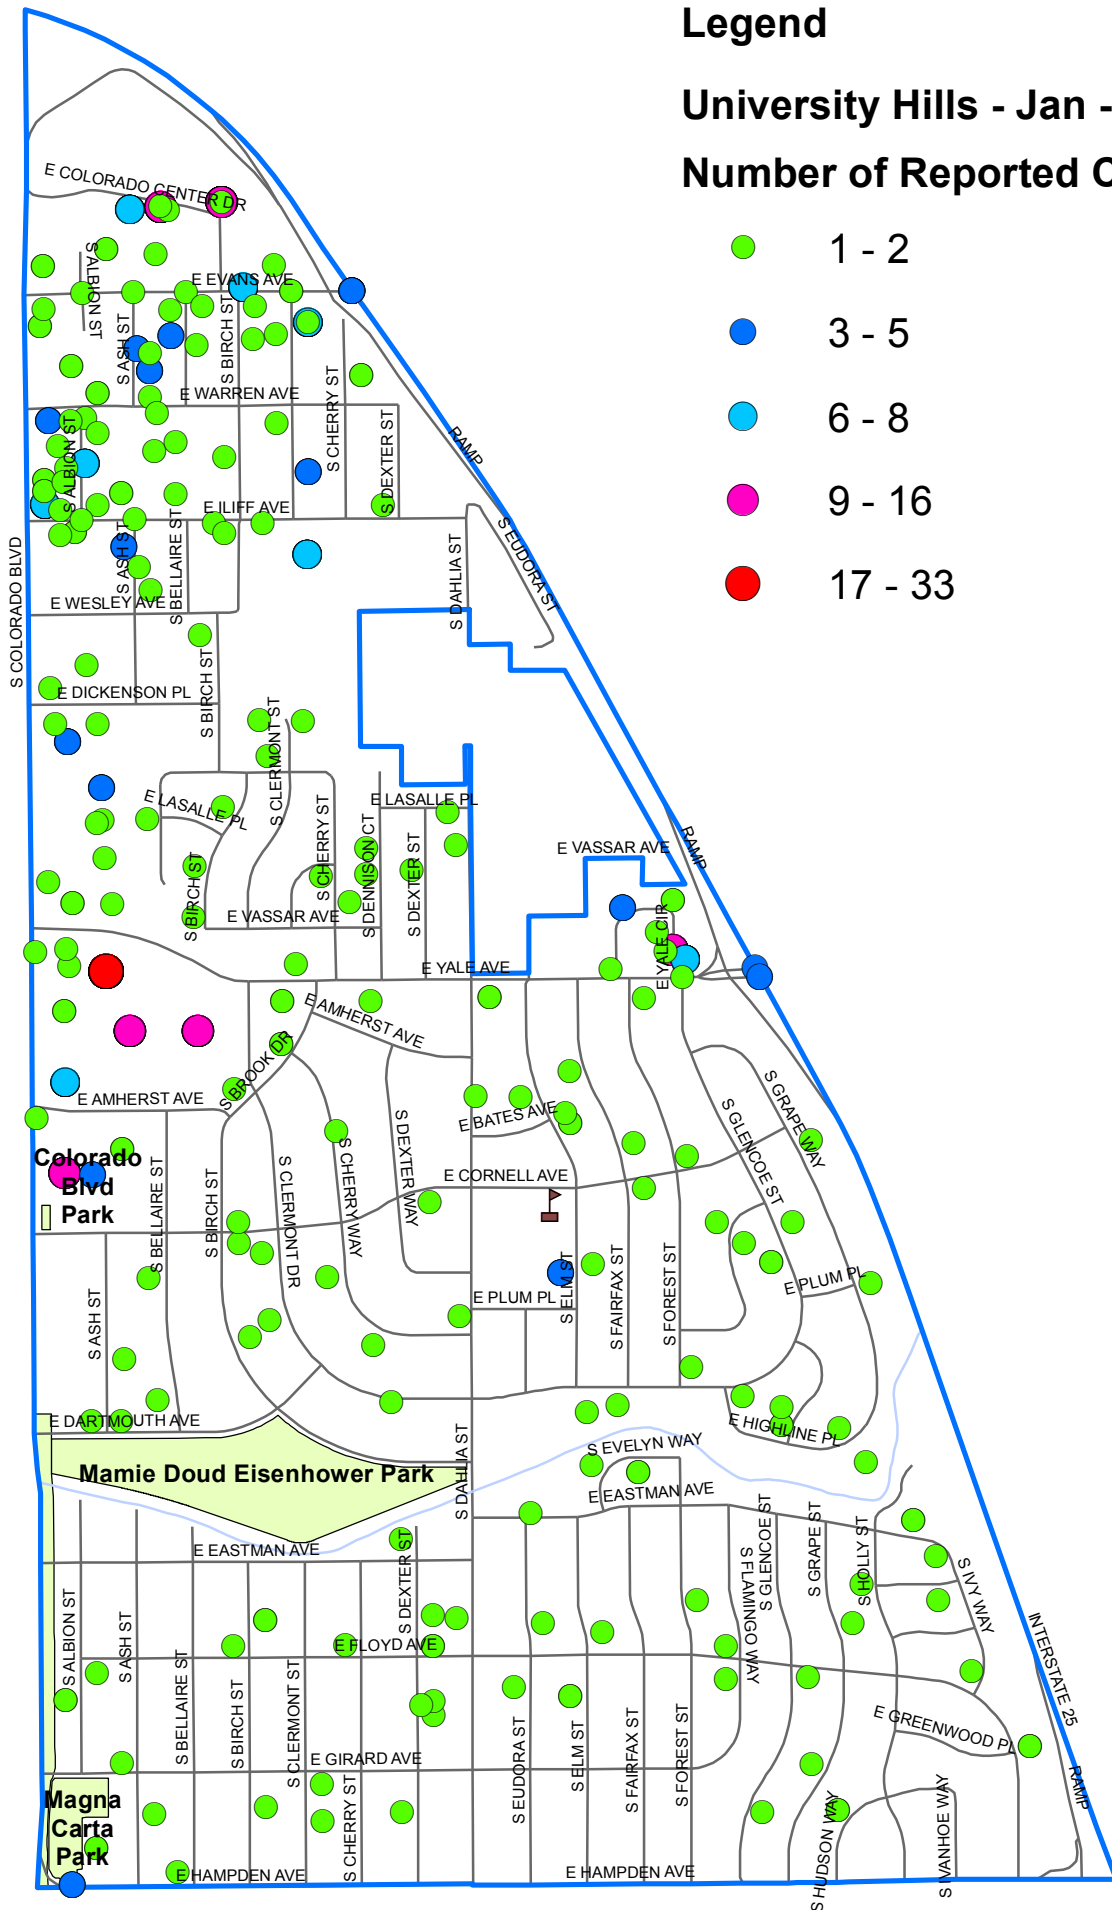 Legend
University Hills - Jan -
Number of Reported C
1 - 2
3 - 5
6 - 8
9 - 16
17 - 33
E COLORADO CENTER DR
S ALBION ST
E EVANS AVE
S ASH ST
S BIRCH ST
E WARREN AVE
S CHERRY ST
S DEXTER ST
RAMP
S ALBION ST
E ILIFF AVE
S COLORADO BLVD
S ASH ST
S BELLAIRE ST
S DAHLIA ST
S EUDORA ST
E WESLEY AVE
S BIRCH ST
E DICKENSON PL
S CLERMONT ST
E LASALLE PL
E LASALLE PL
S CHERRY ST
S DENNISON CT
S DEXTER ST
E VASSAR AVE
RAMP
S BIRCH ST
E VASSAR AVE
E YALE CIR
E YALE AVE
E AMHERST AVE
S BROOK DR
E AMHERST AVE
E BATES AVE
S GRAPE WAY
S GLENCOE ST
Colorado
Blvd
Park
S BELLAIRE ST
S BIRCH ST
S CLERMONT DR
S CHERRY WAY
S DEXTER WAY
E CORNELL AVE
S ASH ST
E PLUM PL
S ELM ST
S FAIRFAX ST
S FOREST ST
E PLUM PL
E DARTMOUTH AVE
S DAHLIA ST
E HIGHLINE PL
Mamie Doud Eisenhower Park
S EVELYN WAY
E EASTMAN AVE
E EASTMAN AVE
S DEXTER ST
S FLAMINGO WAY
S GLENCOE ST
S GRAPE ST
S HOLLY ST
S IVY WAY
S ALBION ST
S ASH ST
S BELLAIRE ST
S BIRCH ST
S CLERMONT ST
E FLOYD AVE
INTERSTATE 25
E GREENWOOD PL
E GIRARD AVE
S EUDORA ST
S ELM ST
S FAIRFAX ST
S FOREST ST
RAMP
Magna
Carta
Park
S CHERRY ST
S HUDSON WAY
S IVANHOE WAY
E HAMPDEN AVE
E HAMPDEN AVE